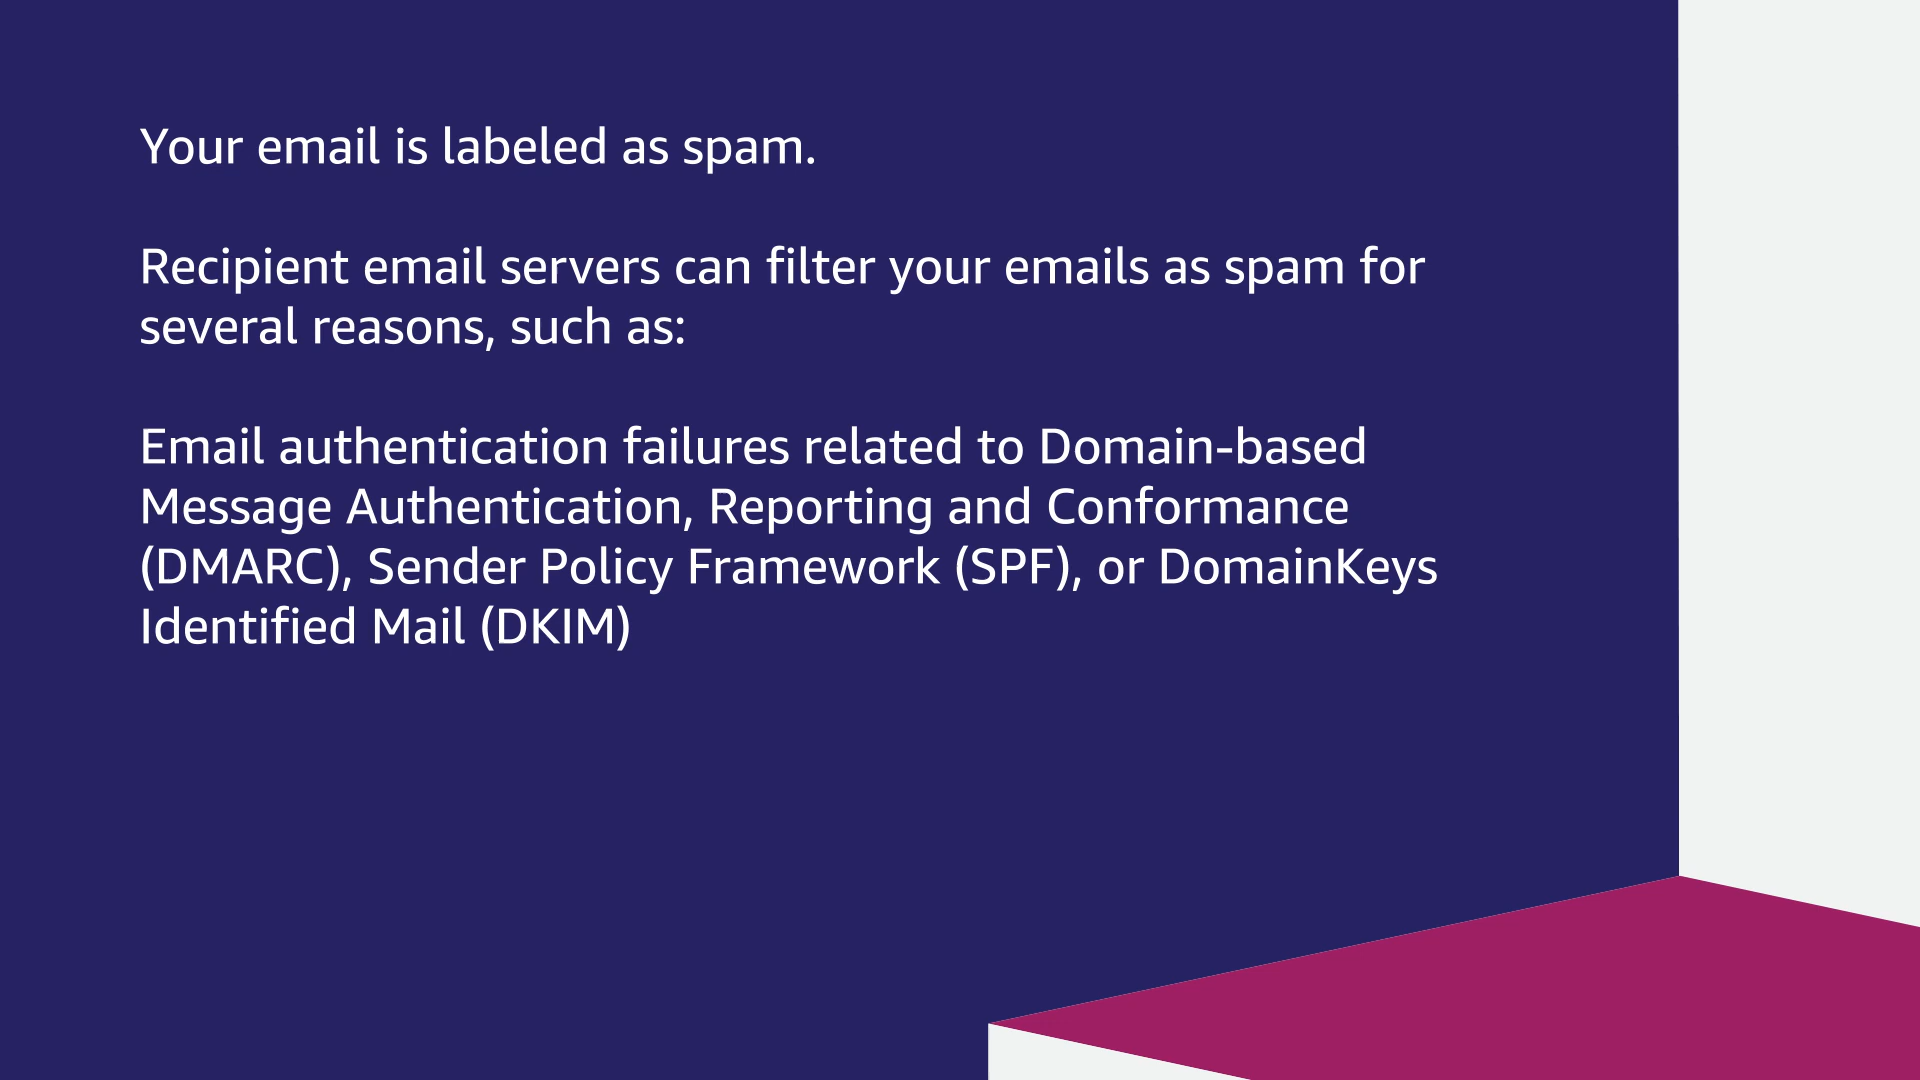 Your email is labeled as spam.
Recipient email servers can filter your emails as spam for
several reasons, such as:
Email authentication failures related to Domain-based
Message Authentication, Reporting and Conformance
(DMARC), Sender Policy Framework (SPF), or DomainKeys
Identified Mail (DKIM)